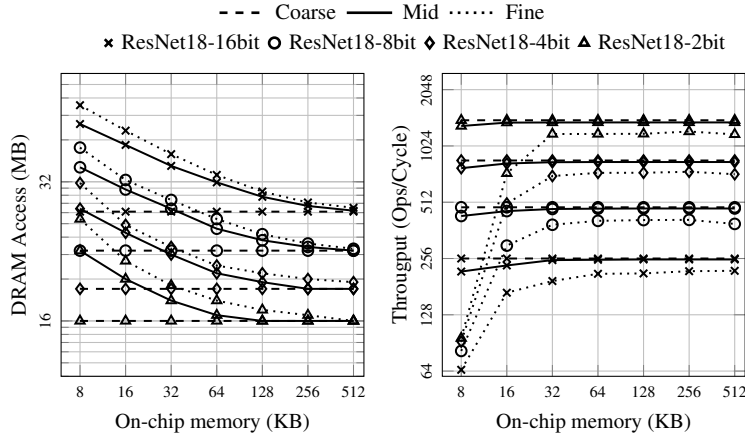 Coarse Mid Fine
ResNet18-16bit ResNet18-8bit ResNet18-4bit ResNet18-2bit
DRAM Access (MB)
32
16
8 16 32 64 128 256 512
On-chip memory (KB)
Througput (Ops/Cycle)
2048
1024
512
256
128
64
8 16 32 64 128 256 512
On-chip memory (KB)